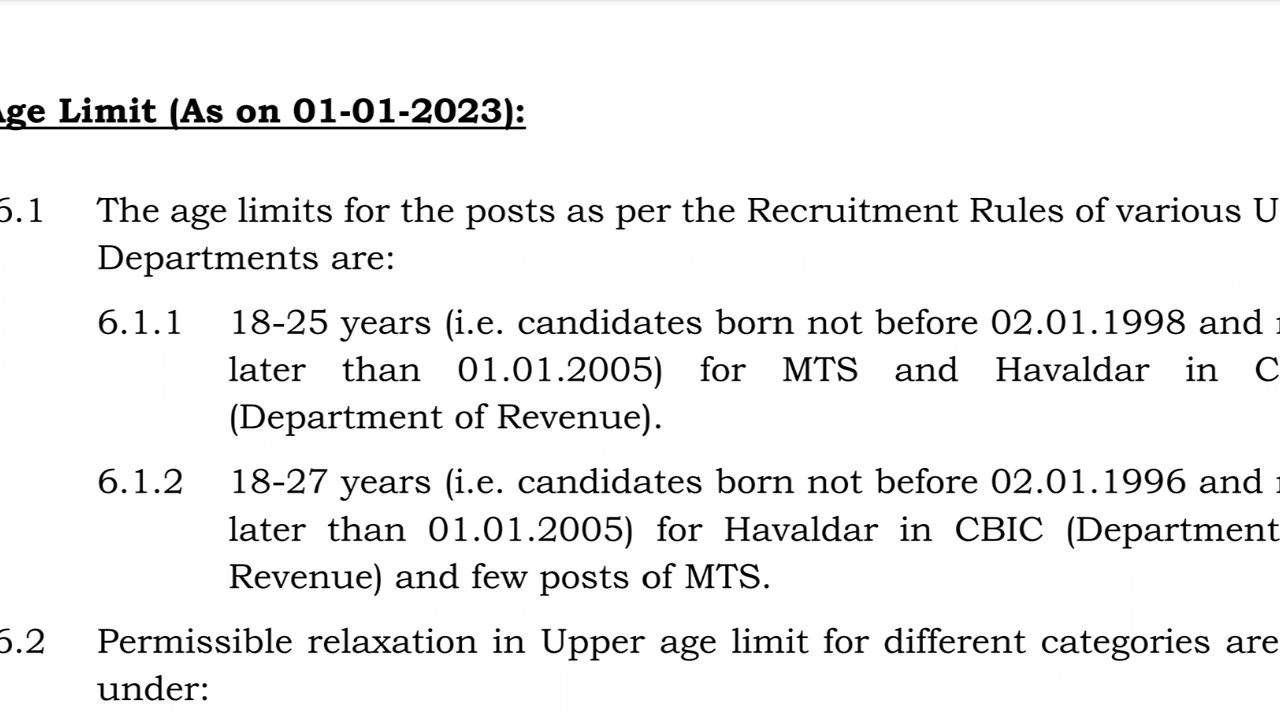 ge Limit (As on 01-01-2023):
6.1 The age limits for the posts as per the Recruitment Rules of various U
Departments are:
6.1.1 18-25 years (i.e. candidates born not before 02.01.1998 and
later than 01.01.2005) for MTS and Havaldar in C
(Department of Revenue).
6.1.2 18-27 years (i.e. candidates born not before 02.01.1996 and
later than 01.01.2005) for Havaldar in CBIC (Department
Revenue) and few posts of MTS.
6.2 Permissible relaxation in Upper age limit for different categories are
under: